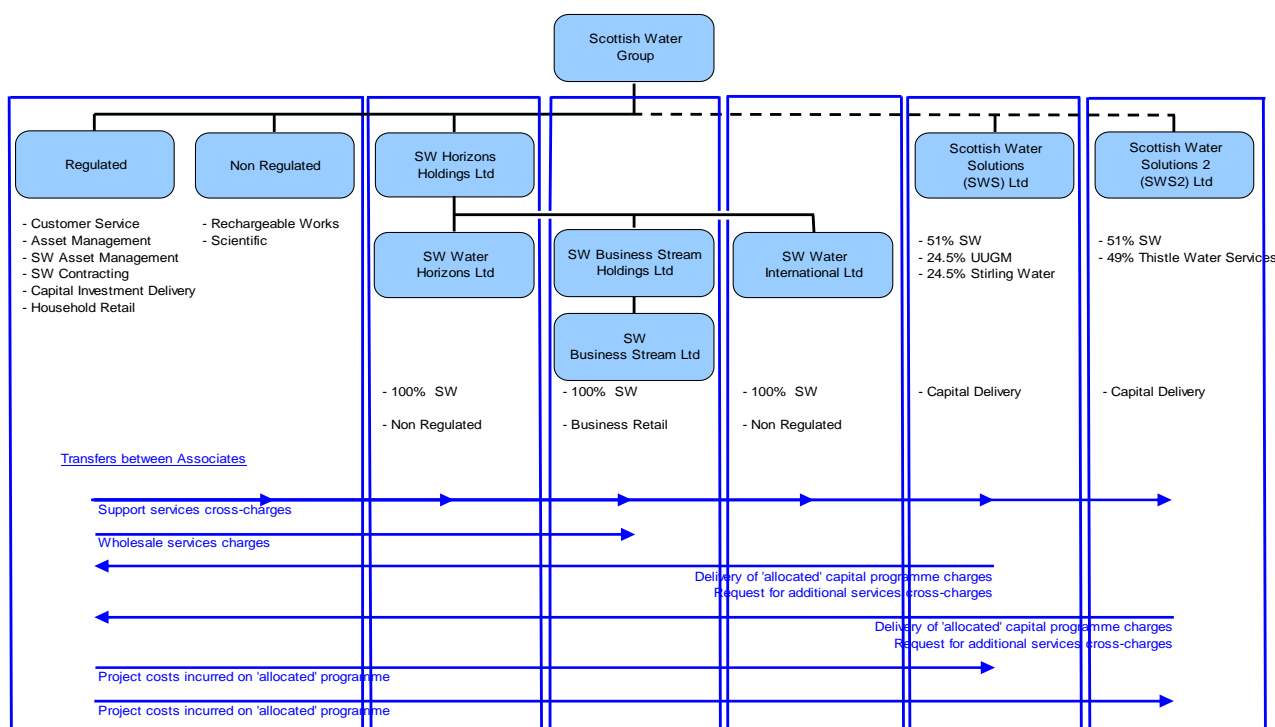 Scottish Water
Group
Regulated
Non Regulated
SW Horizons
Holdings Ltd
Scottish Water
Solutions
(SWS) Ltd
Scottish Water
Solutions 2
(SWS2) Ltd
- Customer Service
- Asset Management
- SW Asset Management
- SW Contracting
- Capital Investment Delivery
- Household Retail
- Rechargeable Works
- Scientific
SW Water
Horizons Ltd
SW Business Stream
Holdings Ltd
SW Water
International Ltd
- 51% SW
- 24.5% UUGM
- 24.5% Stirling Water
- 51% SW
- 49% Thistle Water Services
SW
Business Stream Ltd
- 100% SW
- Non Regulated
- 100% SW
- Business Retail
- 100% SW
- Non Regulated
- Capital Delivery
- Capital Delivery
Transfers between Associates
Support services cross-charges
Wholesale services charges
Delivery of 'allocated' capital programme charges
Request for additional services cross-charges
Delivery of 'allocated' capital programme charges
Request for additional services cross-charges
Project costs incurred on 'allocated' programme
Project costs incurred on 'allocated' programme